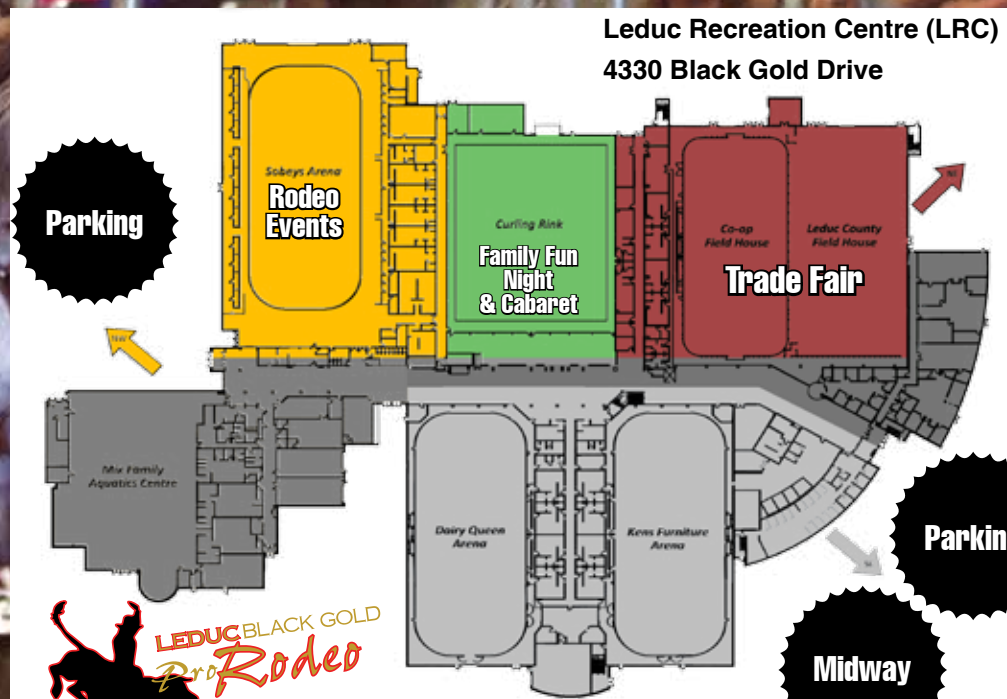 Leduc Recreation Centre (LRC)
4330 Black Gold Drive
Parking
Sobeys Arena
Rodeo
Events
Curling Rink
Family Fun
Night
& Cabaret
Co-op
Field House
Leduc County
Field House
Trade Fair
NW
Mix Family
Aquatics Centre
Dairy Queen
Arena
Kens Furniture
Arena
Parkin
Midway
LEDUC BLACK GOLD
Pro Rodeo